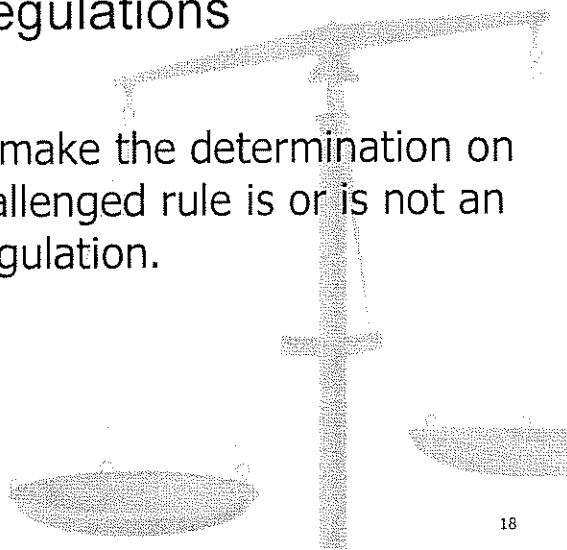 egulations
make the determination on
allenged rule is or is not an
gulation.
18